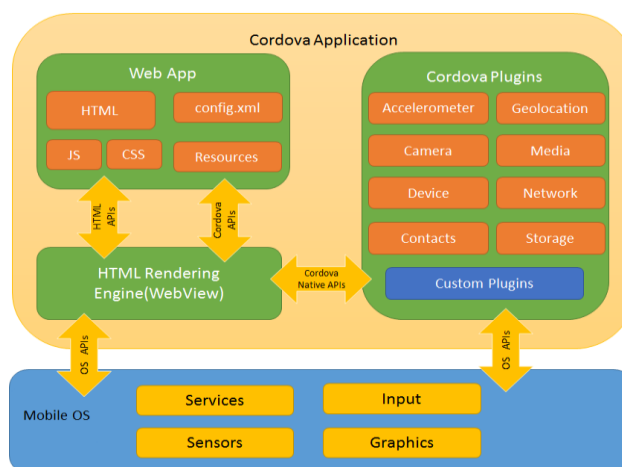 Cordova Application
Web App
HTML
config.xml
JS
CSS
Resources
Cordova Plugins
Accelerometer
Geolocation
Camera
Media
Device
Network
Contacts
Storage
Custom Plugins
HTML
APIs
Cordova
APIs
HTML Rendering
Engine(WebView)
Cordova
Native APIs
OS APIs
OS APIs
Mobile OS
Services
Input
Sensors
Graphics